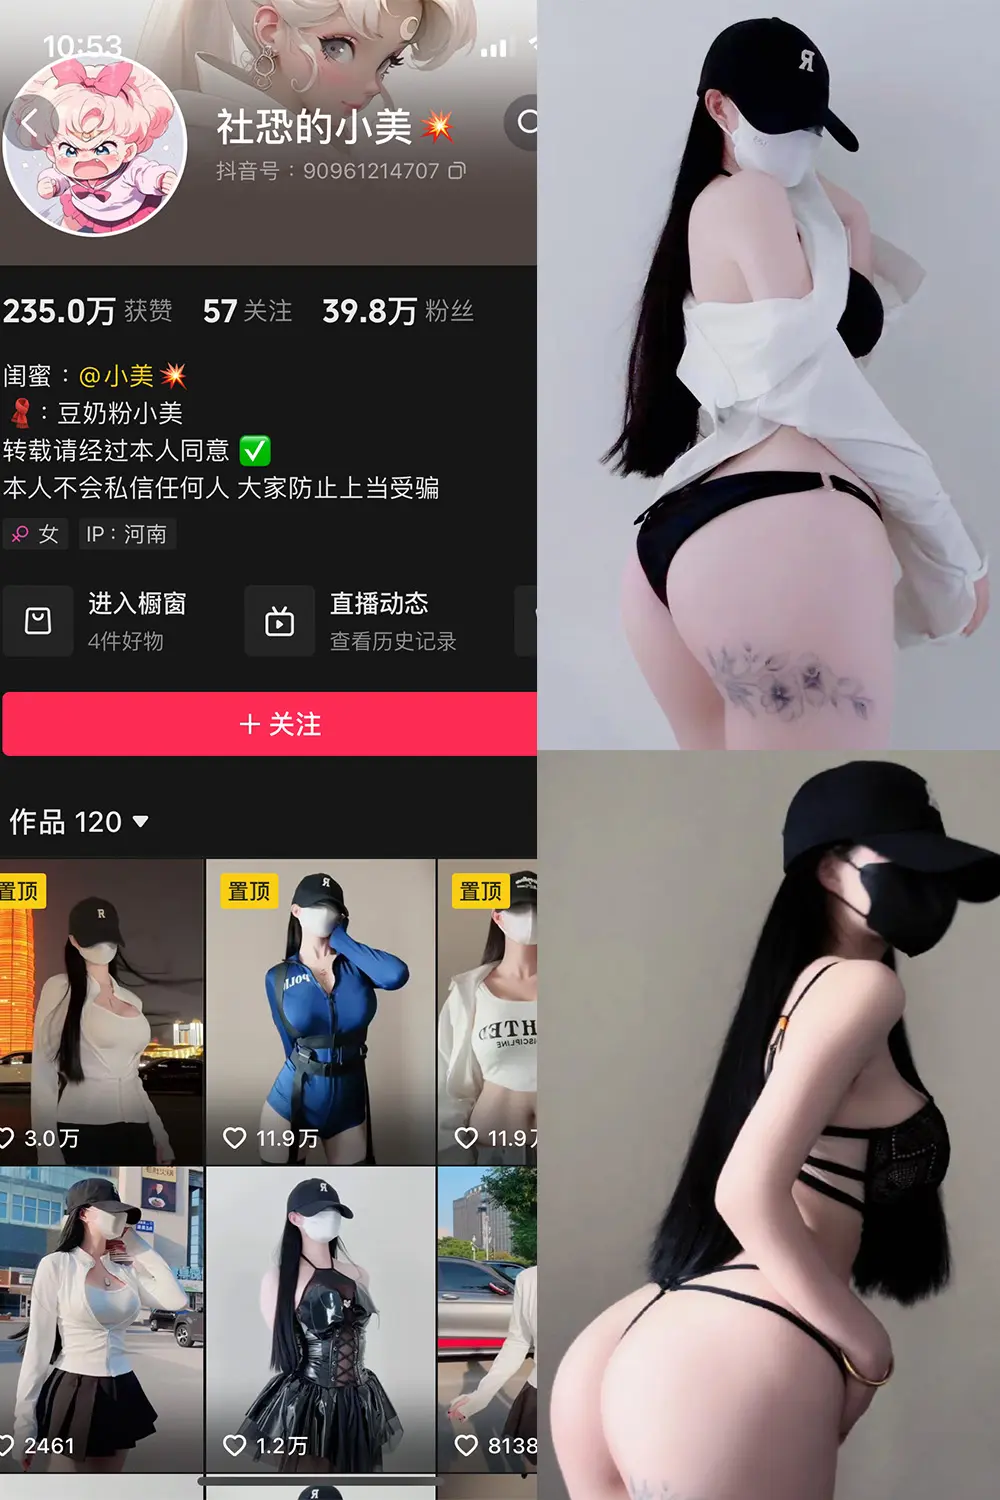 10:53
社恐的小美💥
抖音号：90961214707
235.0万 获赞 57 关注 39.8万 粉丝
闺蜜：@小美💥
🧣：豆奶粉小美
转载请经过本人同意 ✅
本人不会私信任何人 大家防止上当受骗
女 IP：河南
进入橱窗
4件好物
直播动态
查看历史记录
+ 关注
作品 120
置顶
3.0万
置顶
11.9万
置顶
11.9万
2461
1.2万
8138
R